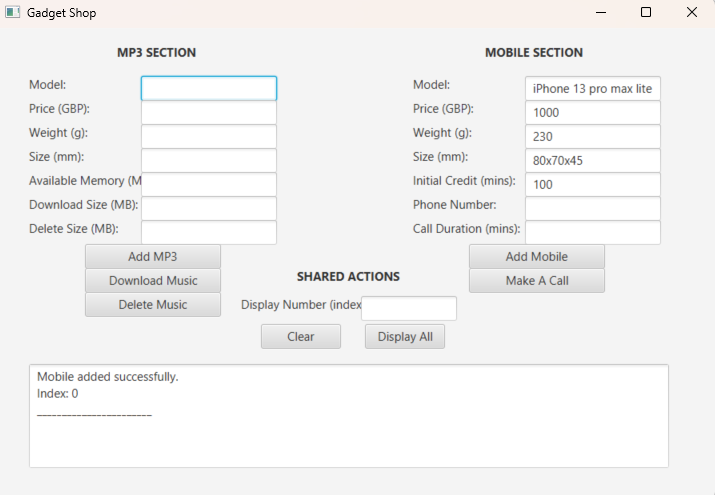 Gadget Shop
MP3 SECTION
Model:
Price (GBP):
Weight (g):
Size (mm):
Available Memory (M
Download Size (MB):
Delete Size (MB):
Add MP3
Download Music
Delete Music
MOBILE SECTION
Model: iPhone 13 pro max lite
Price (GBP): 1000
Weight (g): 230
Size (mm): 80x70x45
Initial Credit (mins): 100
Phone Number:
Call Duration (mins):
Add Mobile
Make A Call
SHARED ACTIONS
Display Number (index
Clear Display All
Mobile added successfully.
Index: 0
------------------------